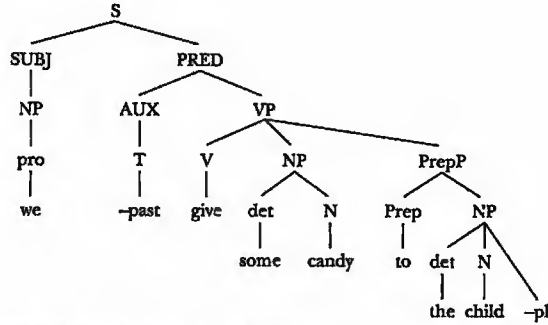 S
SUBJ PRED
NP AUX VP
pro T V NP PrepP
we –past give det N Prep NP
some candy to det N
the child –pl